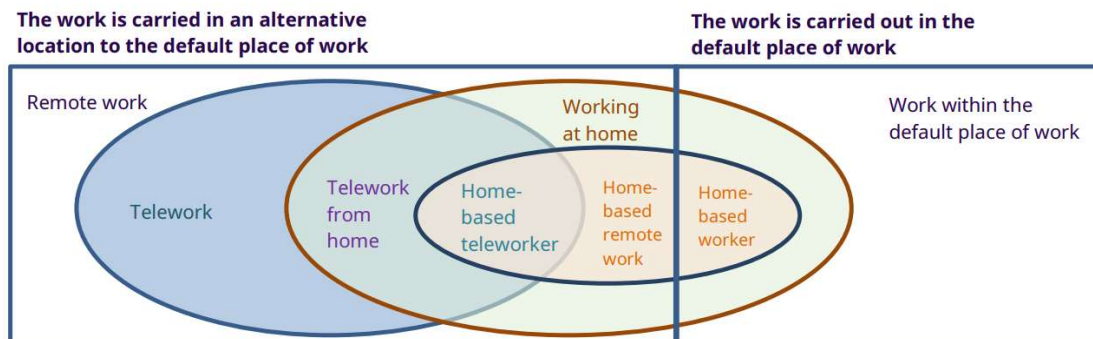 The work is carried in an alternative
location to the default place of work
The work is carried out in the
default place of work
Remote work
Working
at home
Work within the
default place of work
Telework
Telework
from
home
Home-
based
teleworker
Home-
based
remote
work
Home-
based
worker